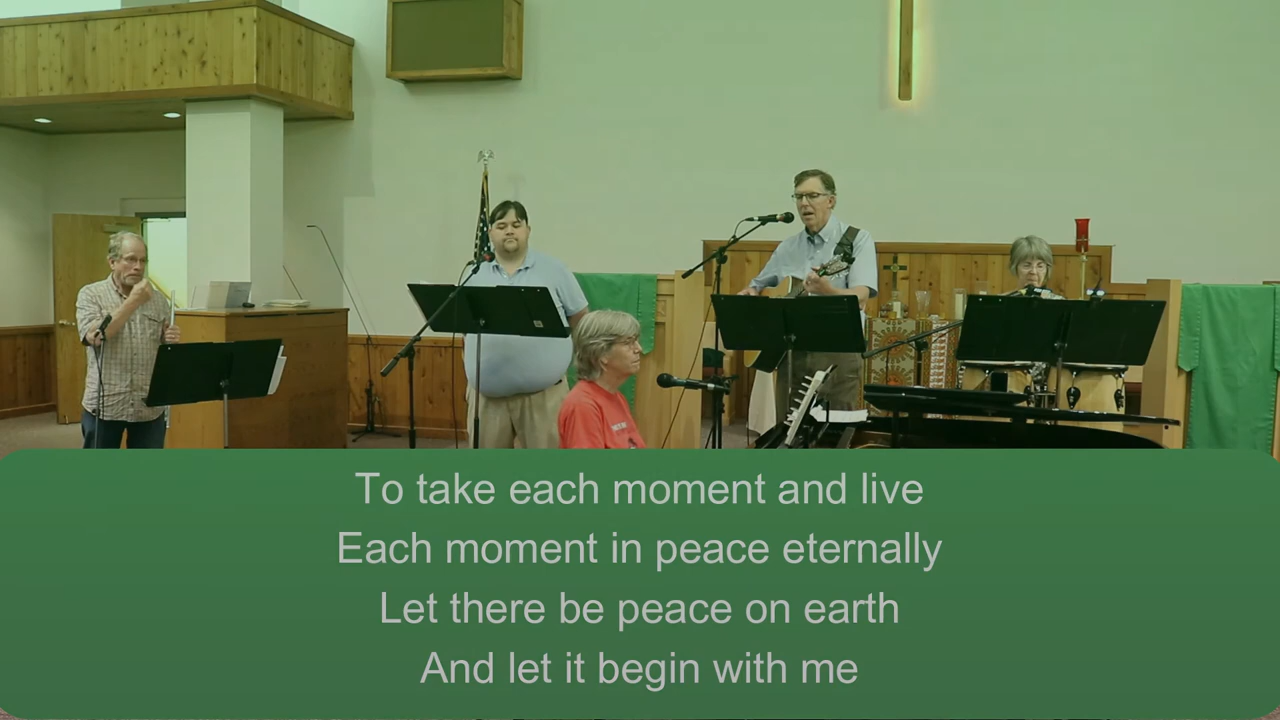 To take each moment and live
Each moment in peace eternally
Let there be peace on earth
And let it begin with me